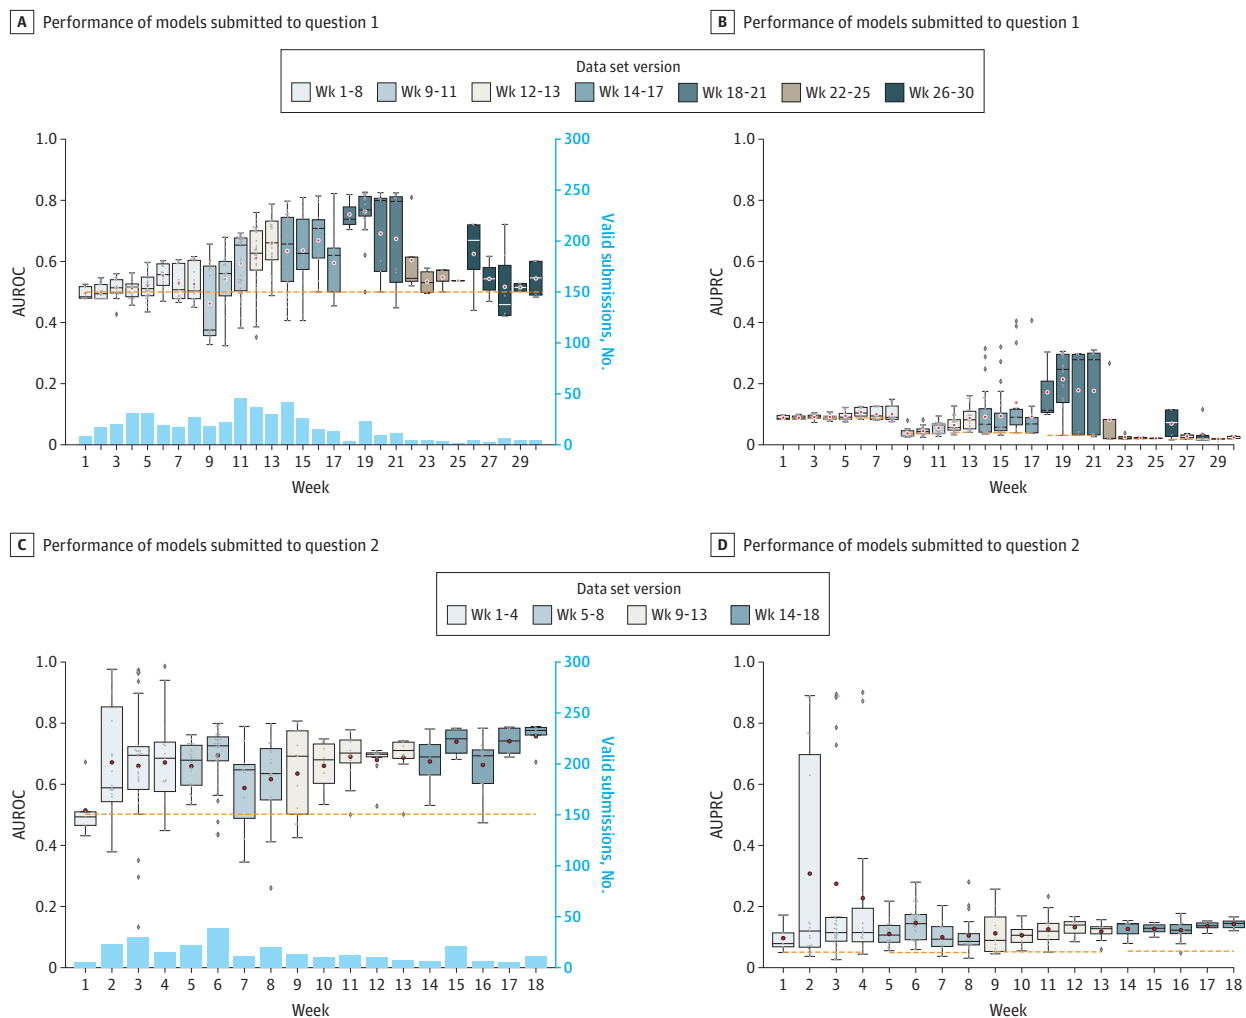 A Performance of models submitted to question 1
B Performance of models submitted to question 1
Data set version
Wk 1-8 Wk 9-11 Wk 12-13 Wk 14-17 Wk 18-21 Wk 22-25 Wk 26-30
1.0
0.8
0.6
0.4
0.2
0
AUROC
300
250
200
150
100
50
0
Valid submissions, No.
1 3 5 7 9 11 13 15 17 19 21 23 25 27 29
Week
1.0
0.8
0.6
0.4
0.2
0
AUPRC
1 3 5 7 9 11 13 15 17 19 21 23 25 27 29
Week
C Performance of models submitted to question 2
D Performance of models submitted to question 2
Data set version
Wk 1-4 Wk 5-8 Wk 9-13 Wk 14-18
1.0
0.8
0.6
0.4
0.2
0
AUROC
300
250
200
150
100
50
0
Valid submissions, No.
1 2 3 4 5 6 7 8 9 10 11 12 13 14 15 16 17 18
Week
1.0
0.8
0.6
0.4
0.2
0
AUPRC
1 2 3 4 5 6 7 8 9 10 11 12 13 14 15 16 17 18
Week